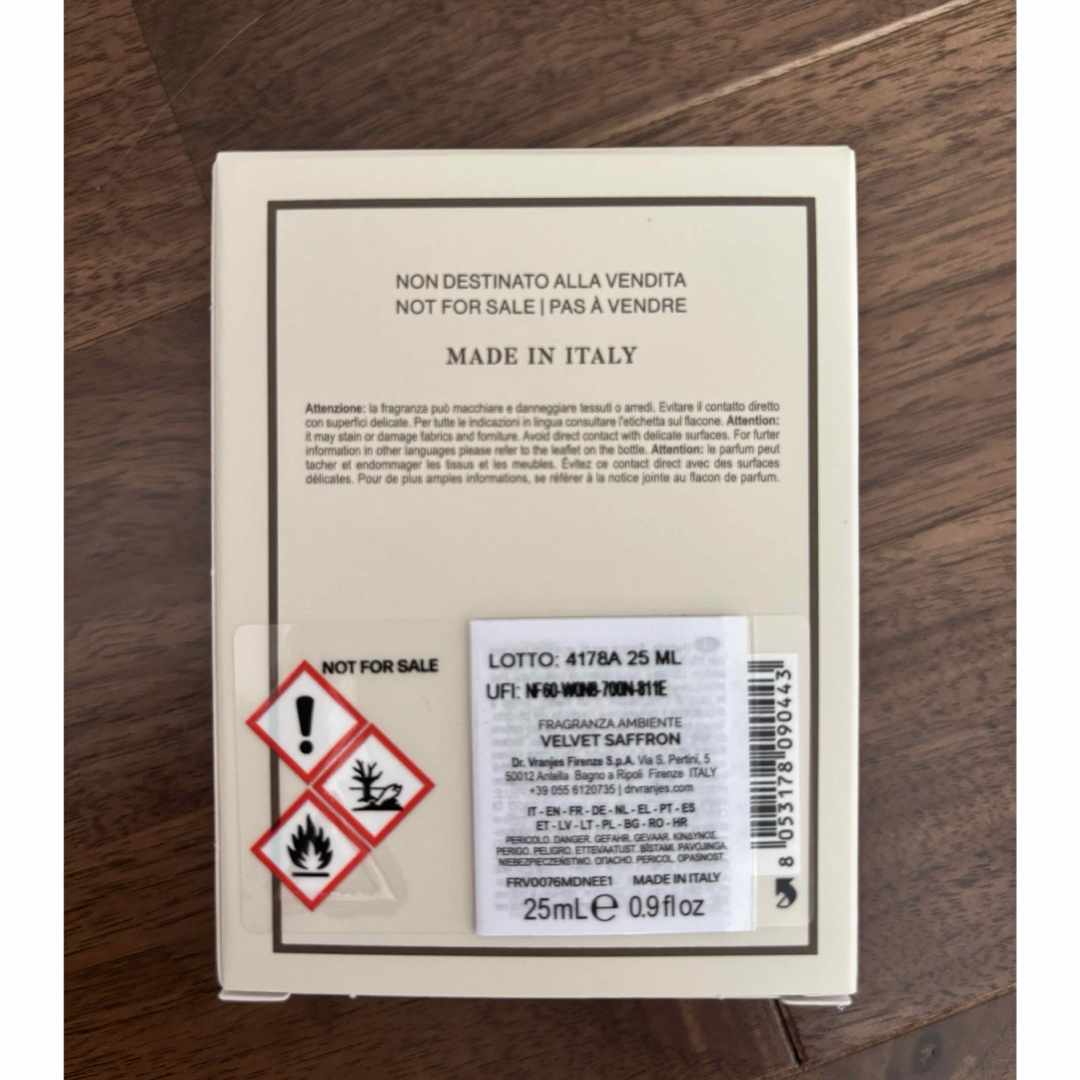 NON DESTINATO ALLA VENDITA
NOT FOR SALE | PAS À VENDRE
MADE IN ITALY
Attenzione: la fragranza può macchiare e danneggiare tessuti o arredi. Evitare il contatto diretto
con superfici delicate. Per tutte le indicazioni in lingua consultare l'etichetta sul flacone. Attention:
it may stain or damage fabrics and forniture. Avoid direct contact with delicate surfaces. For furter
information in other languages please refer to the leaflet on the bottle. Attention: le parfum peut
tacher et endommager les tissus et les meubles. Évitez ce contact direct avec des surfaces
délicates. Pour de plus amples informations, se référer à la notice jointe au flacon de parfum.
NOT FOR SALE
LOTTO: 4178A 25 ML
UFI: NF60-W0N8-700N-811E
FRAGRANZA AMBIENTE
VELVET SAFFRON
Dr. Vranjes Firenze S.p.A. Via S. Pertini, 5
50012 Antella Bagno a Ripoli Firenze ITALY
+39 055 6120735 | drvranjes.com
IT - EN - FR - DE - NL - EL - PT - ES
ET - LV - LT - PL - BG - RO - HR
PERICOLO. DANGER. GEFAHR. GEVAAR. ΚΙΝΔΥΝΟΣ.
PERIGO. PELIGRO. ETTEVAATUST. BĪSTAMI. PAVOJINGA.
NIEBEZPIECZEŃSTWO. ОПАСНО. PERICOL. OPASNOST.
FRV0076MDNEE1 MADE IN ITALY
25mL℮ 0.9 fl oz
8 053178 090443